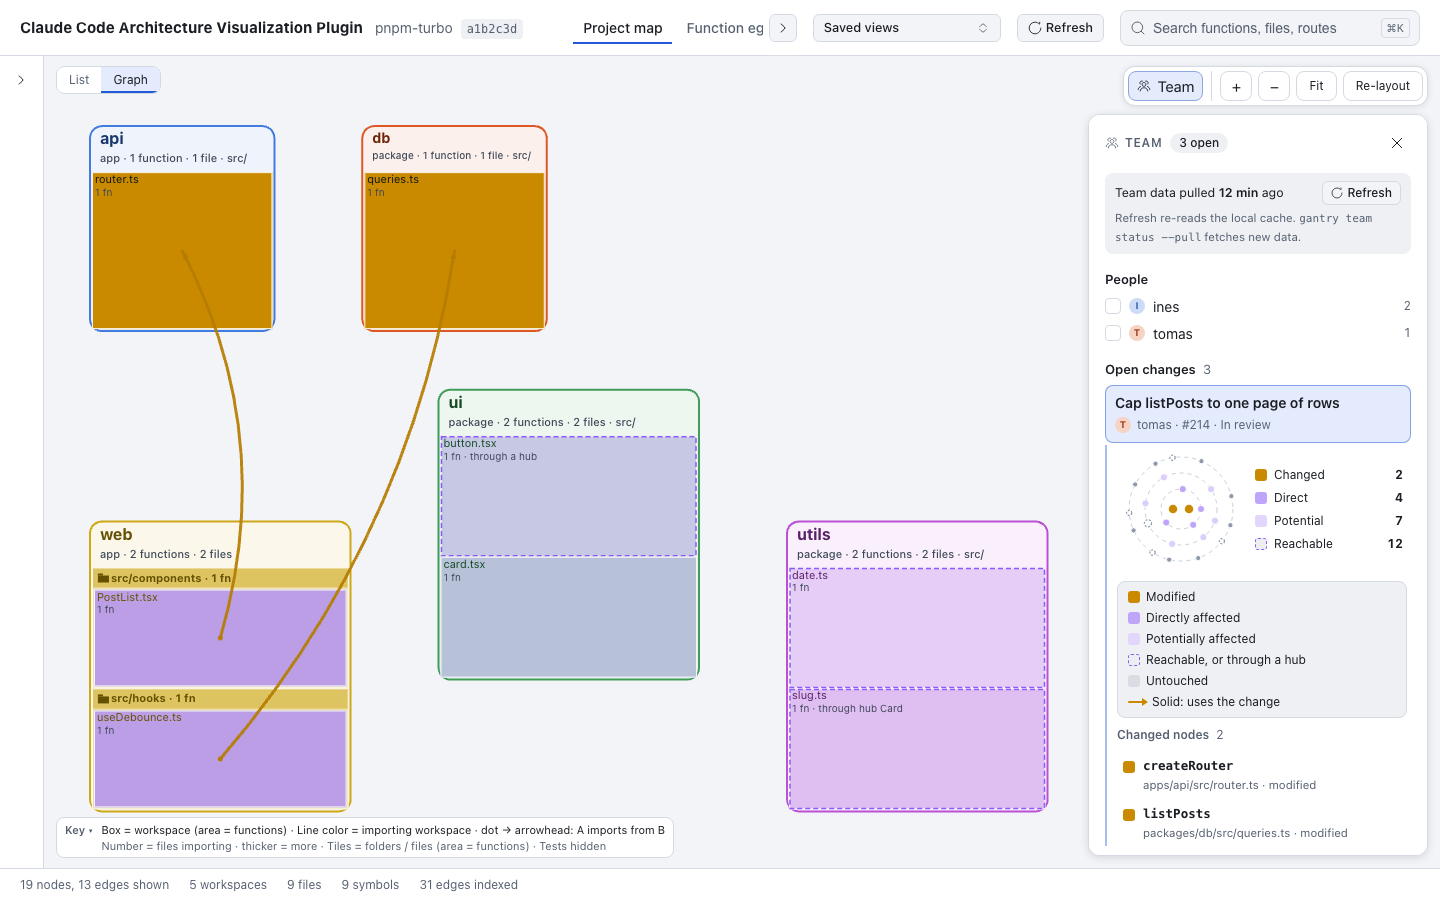 Claude Code Architecture Visualization Plugin pnpm-turbo a1b2c3d
Project map Function eg
Saved views
Refresh
Search functions, files, routes ⌘K
List Graph
Team + − Fit Re-layout
api
app · 1 function · 1 file · src/
router.ts
1 fn
db
package · 1 function · 1 file · src/
queries.ts
1 fn
ui
package · 2 functions · 2 files · src/
button.tsx
1 fn · through a hub
card.tsx
1 fn
web
app · 2 functions · 2 files
src/components · 1 fn
PostList.tsx
1 fn
src/hooks · 1 fn
useDebounce.ts
1 fn
utils
package · 2 functions · 2 files · src/
date.ts
1 fn
slug.ts
1 fn · through hub Card
Key ▾ Box = workspace (area = functions) · Line color = importing workspace · dot → arrowhead: A imports from B
Number = files importing · thicker = more · Tiles = folders / files (area = functions) · Tests hidden
TEAM 3 open
Team data pulled 12 min ago Refresh
Refresh re-reads the local cache. gantry team
status --pull fetches new data.
People
I ines 2
T tomas 1
Open changes 3
Cap listPosts to one page of rows
T tomas · #214 · In review
Changed 2
Direct 4
Potential 7
Reachable 12
Modified
Directly affected
Potentially affected
Reachable, or through a hub
Untouched
Solid: uses the change
Changed nodes 2
createRouter
apps/api/src/router.ts · modified
listPosts
packages/db/src/queries.ts · modified
19 nodes, 13 edges shown 5 workspaces 9 files 9 symbols 31 edges indexed